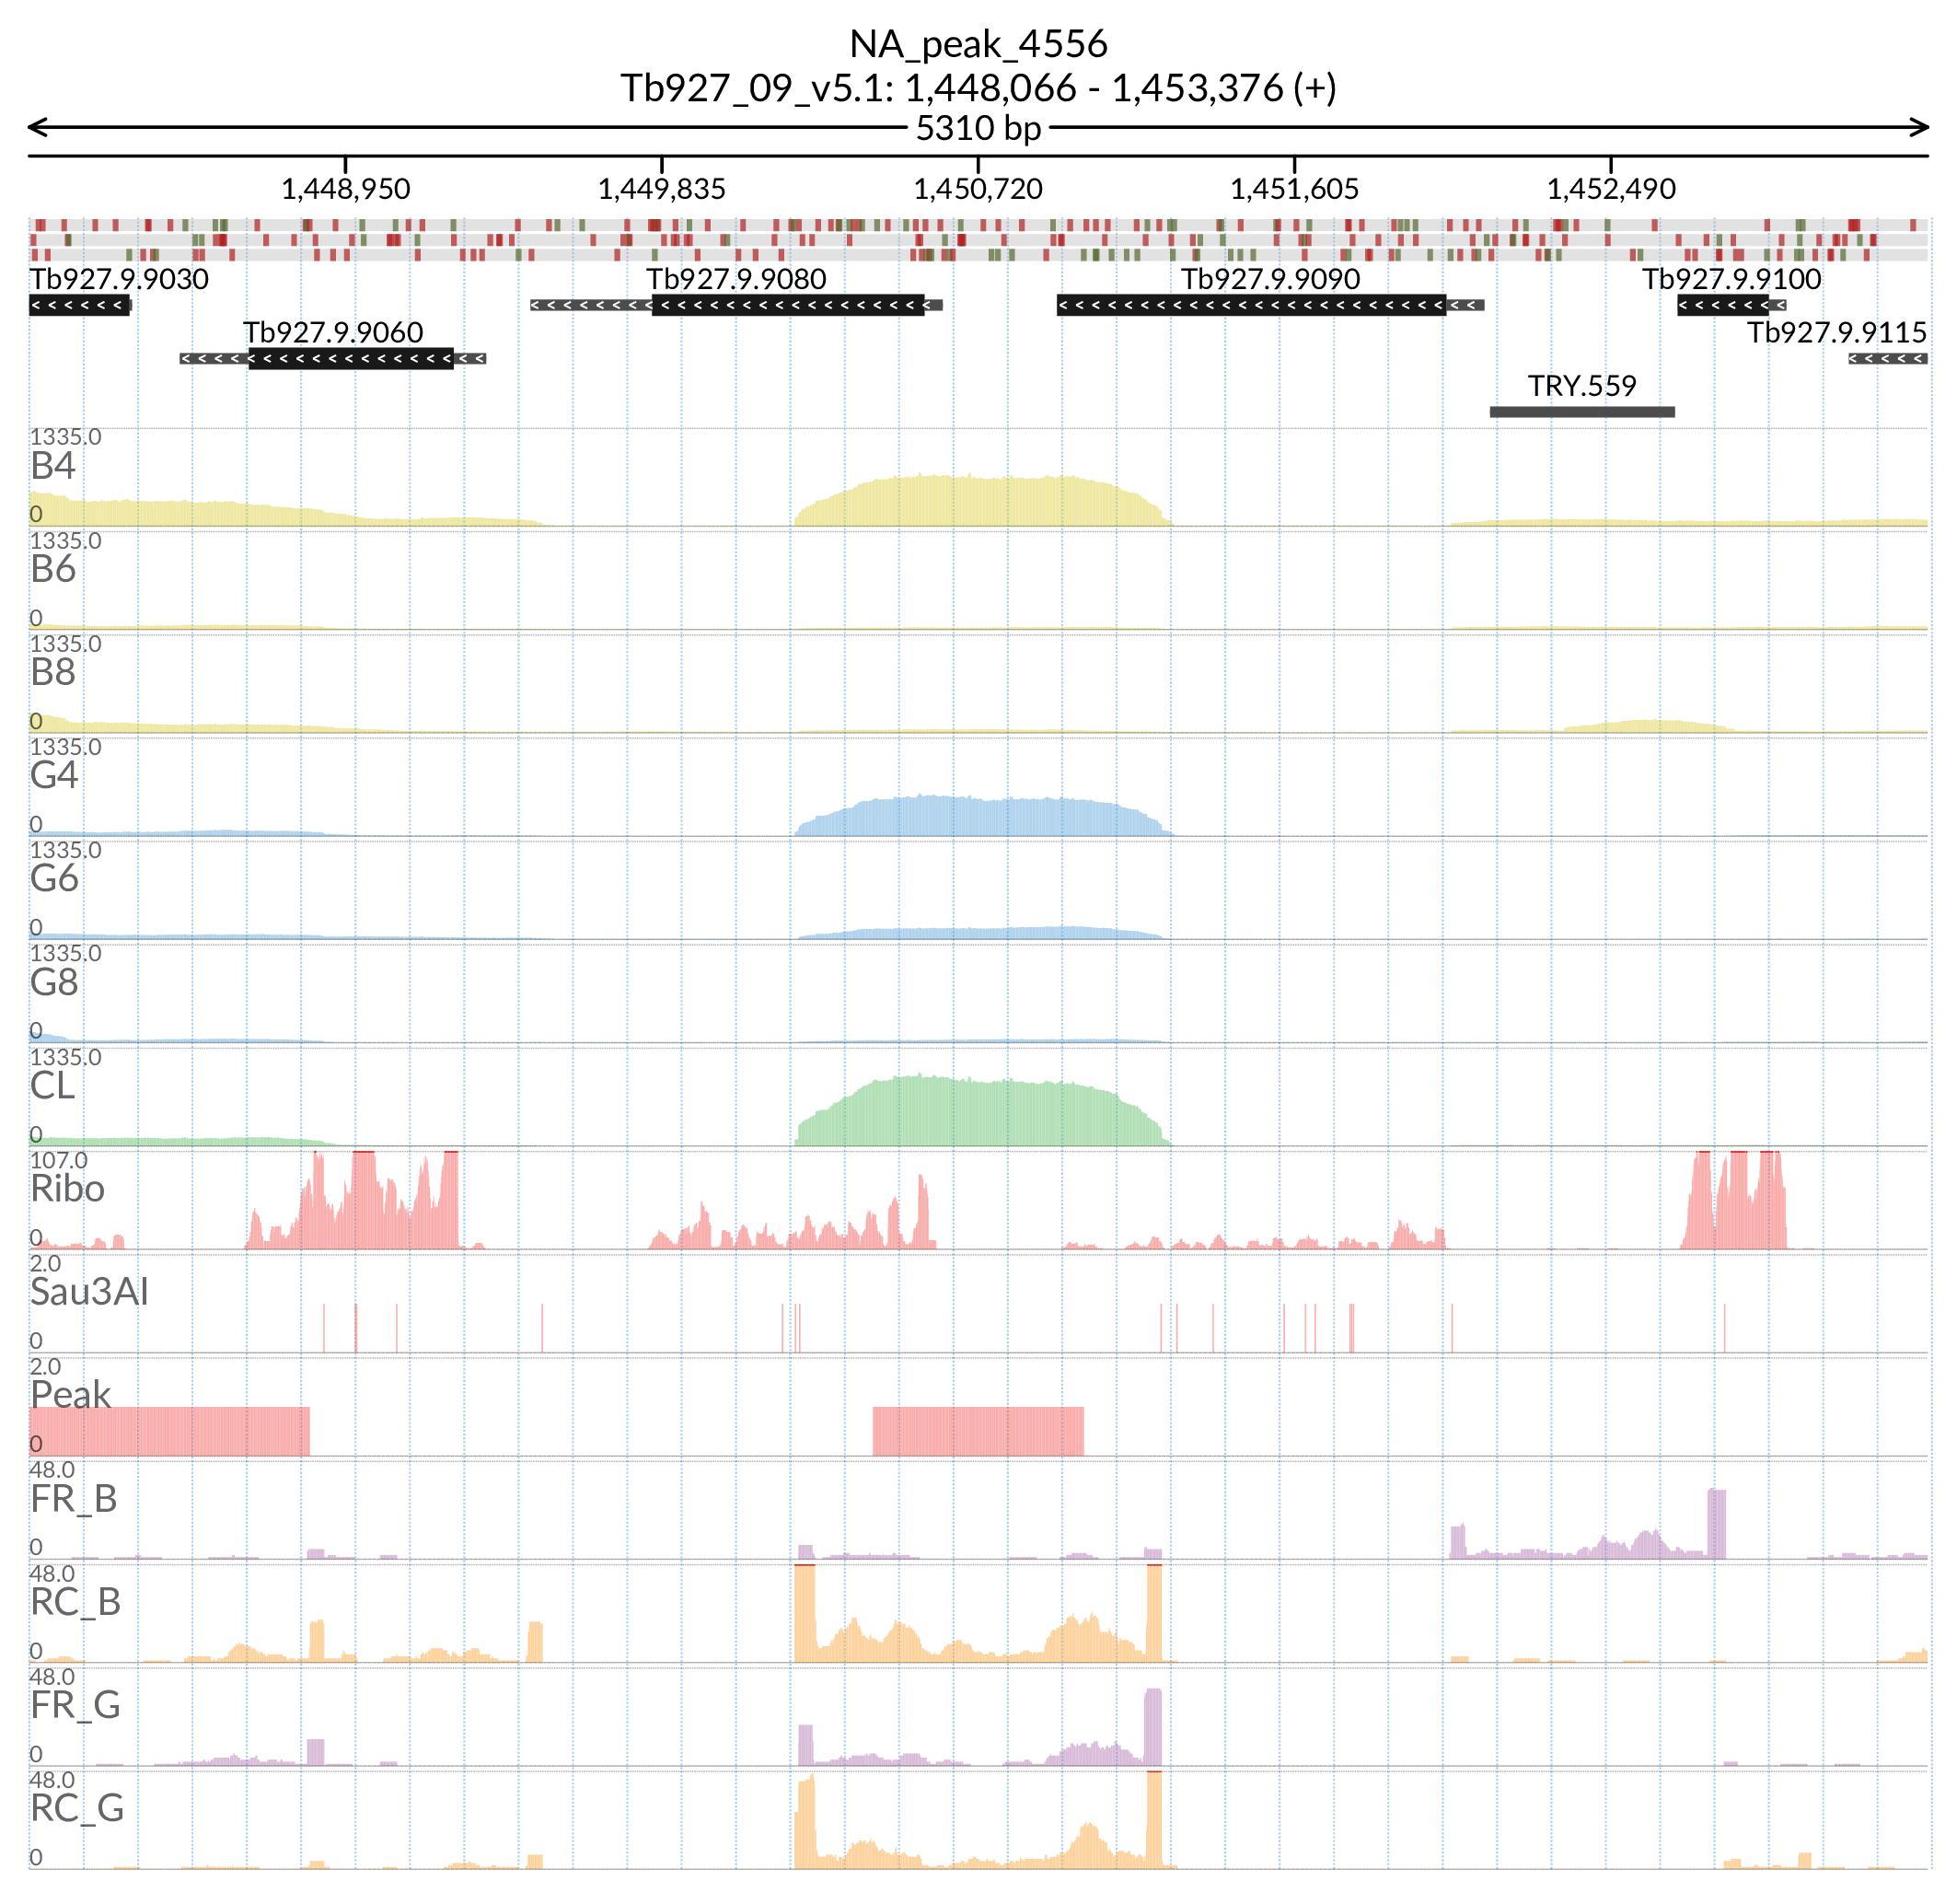 NA_peak_4556
Tb927_09_v5.1: 1,448,066 - 1,453,376 (+)
5310 bp
1,448,950 1,449,835 1,450,720 1,451,605 1,452,490
Tb927.9.9030 Tb927.9.9080 Tb927.9.9090 Tb927.9.9100
Tb927.9.9060 Tb927.9.9115
TRY.559
1335.0
B4
0
1335.0
B6
0
1335.0
B8
0
1335.0
G4
0
1335.0
G6
0
1335.0
G8
0
1335.0
CL
0
107.0
Ribo
0
2.0
Sau3AI
0
2.0
Peak
0
48.0
FR_B
0
48.0
RC_B
0
48.0
FR_G
0
48.0
RC_G
0